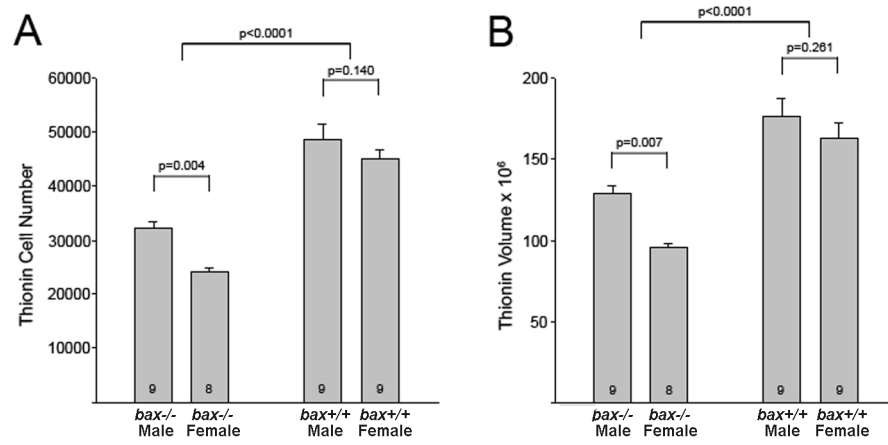 A
p<0.0001
p=0.140
p=0.004
60000
50000
40000
30000
20000
10000
Thionin Cell Number
9
8
9
9
bax-/- bax-/- bax+/+ bax+/+
Male Female Male Female
B
p<0.0001
p=0.261
p=0.007
200
150
100
50
Thionin Volume x 10⁶
9
8
9
9
bax-/- bax-/- bax+/+ bax+/+
Male Female Male Female